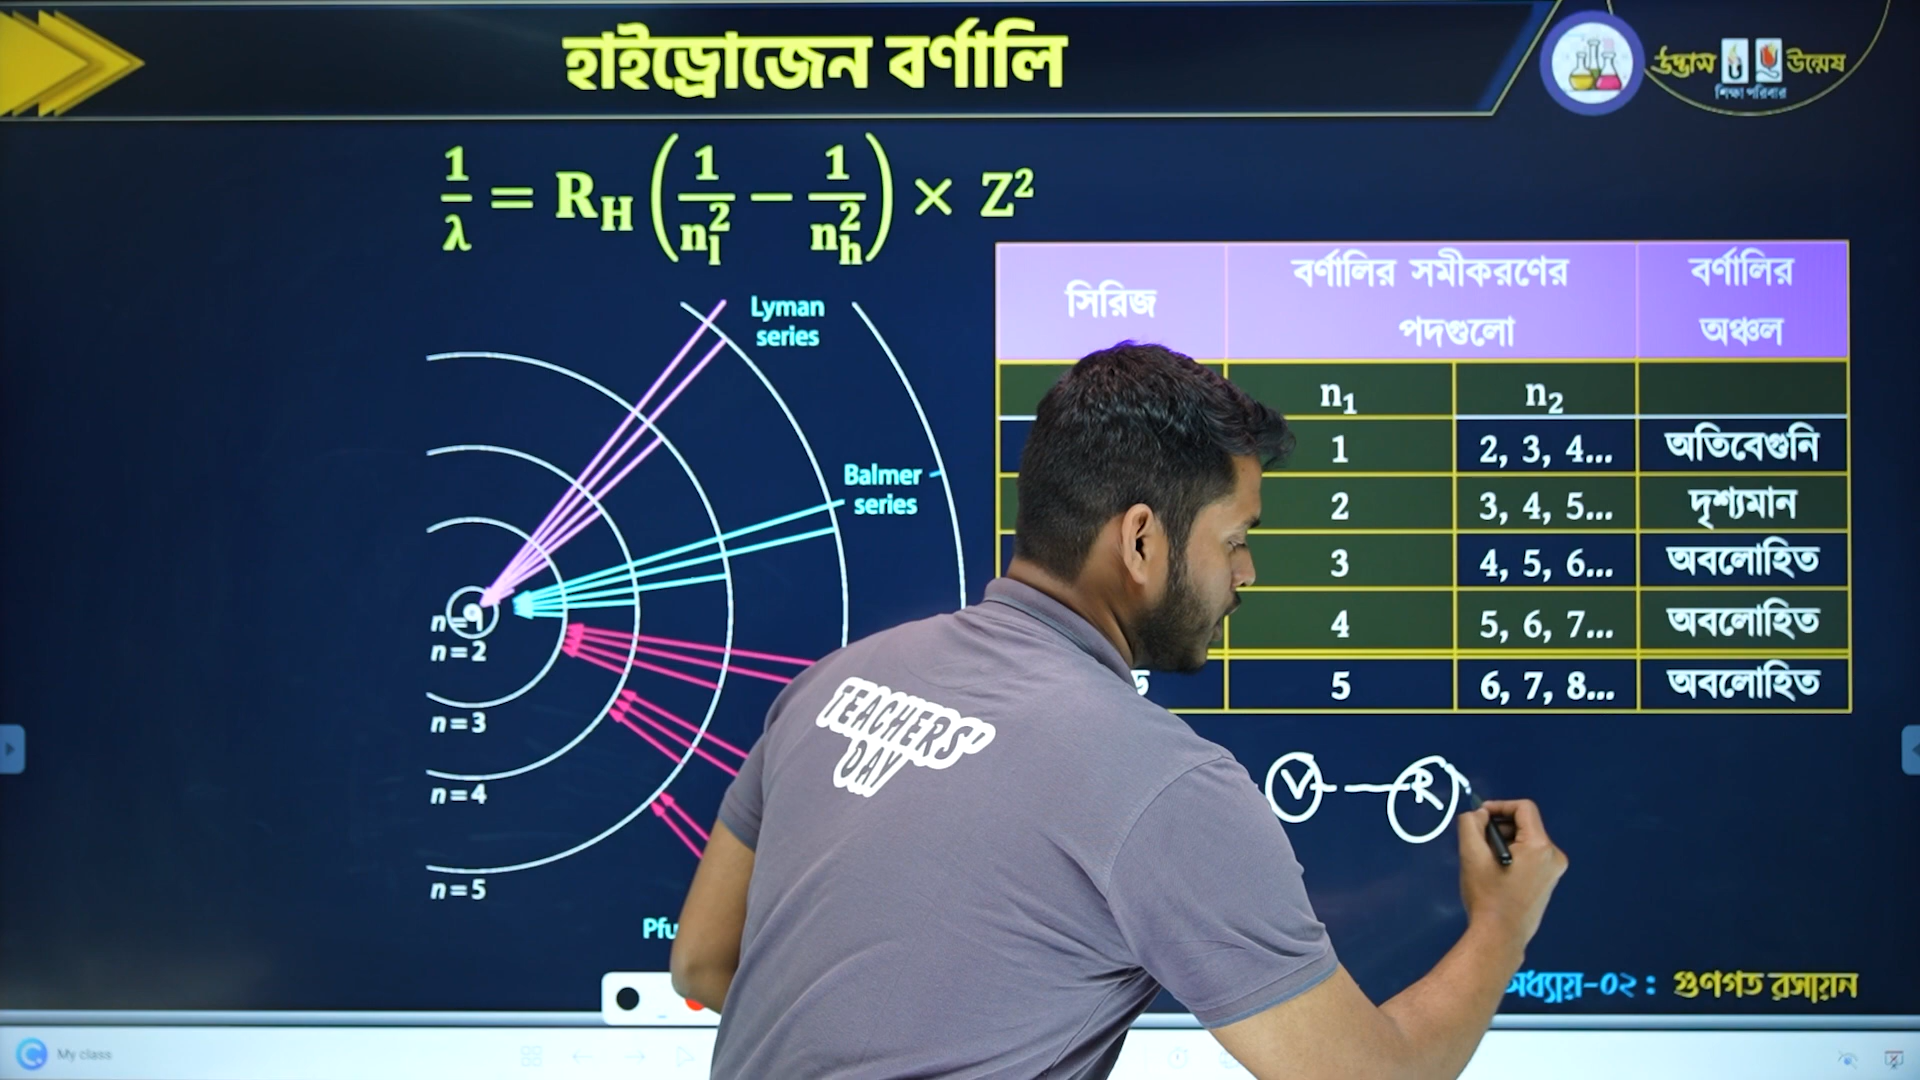 হাইড্রোজেন বর্ণালি
উদ্ভাস উন্মেষ
শিক্ষা পরিবার
1/λ = R_H (1/n_l² − 1/n_h²) × Z²
সিরিজ
বর্ণালির সমীকরণের
পদগুলো
বর্ণালির
অঞ্চল
n₁ n₂
1 2, 3, 4... অতিবেগুনি
2 3, 4, 5... দৃশ্যমান
3 4, 5, 6... অবলোহিত
4 5, 6, 7... অবলোহিত
5 6, 7, 8... অবলোহিত
Lyman
series
Balmer
series
n=1
n=2
n=3
n=4
n=5
Pfu
V — R
TEACHERS'
DAY
অধ্যায়-০২ : গুণগত রসায়ন
My class